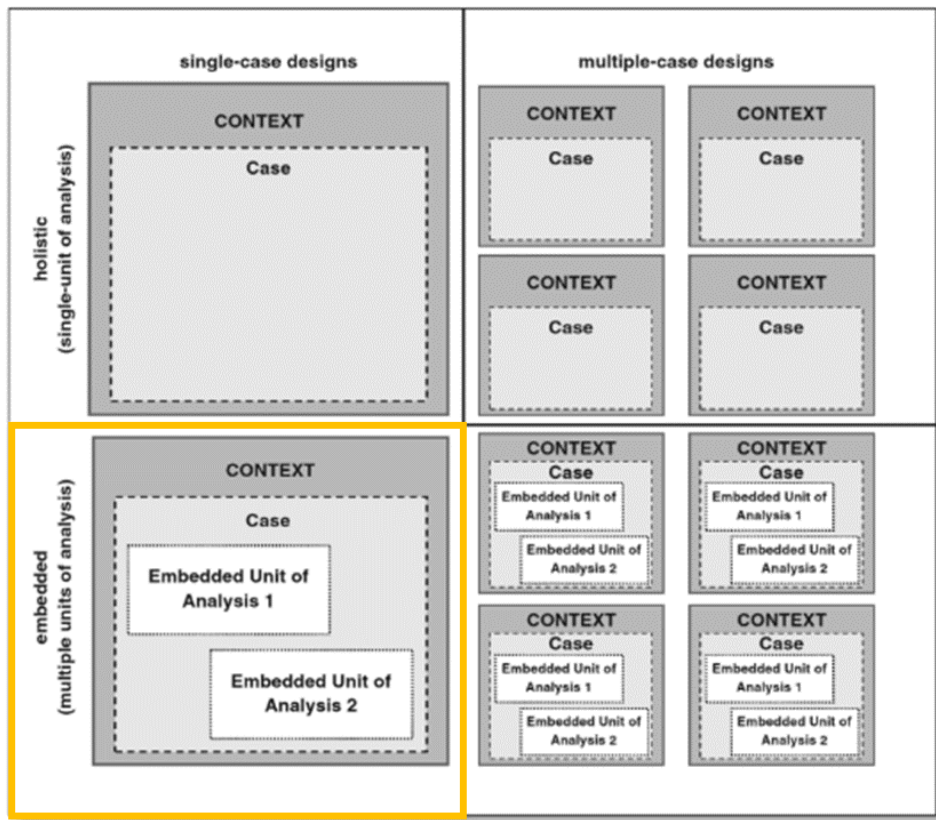 single-case designs
multiple-case designs
holistic
(single-unit of analysis)
CONTEXT
Case
CONTEXT
Case
CONTEXT
Case
CONTEXT
Case
CONTEXT
Case
embedded
(multiple units of analysis)
CONTEXT
Case
Embedded Unit of
Analysis 1
Embedded Unit of
Analysis 2
CONTEXT
Case
Embedded Unit of
Analysis 1
Embedded Unit of
Analysis 2
CONTEXT
Case
Embedded Unit of
Analysis 1
Embedded Unit of
Analysis 2
CONTEXT
Case
Embedded Unit of
Analysis 1
Embedded Unit of
Analysis 2
CONTEXT
Case
Embedded Unit of
Analysis 1
Embedded Unit of
Analysis 2